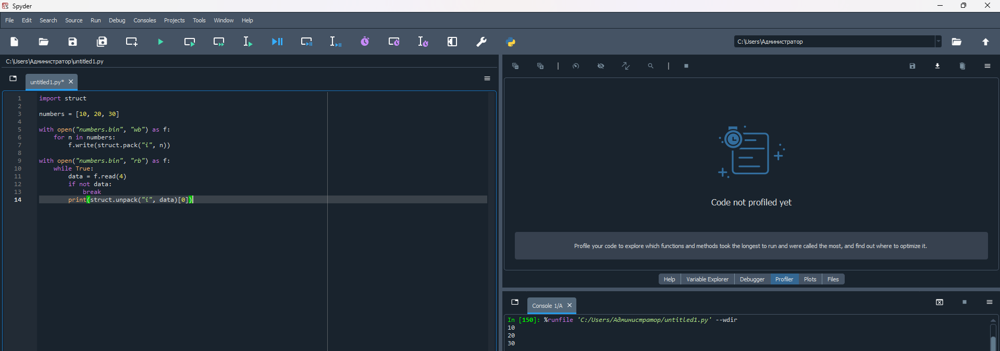 Spyder
File Edit Search Source Run Debug Consoles Projects Tools Window Help
C:\Users\Администратор
C:\Users\Администратор\untitled1.py
untitled1.py*
1 import struct
2
3 numbers = [10, 20, 30]
4
5 with open("numbers.bin", "wb") as f:
6     for n in numbers:
7         f.write(struct.pack("i", n))
8
9 with open("numbers.bin", "rb") as f:
10     while True:
11         data = f.read(4)
12         if not data:
13             break
14         print(struct.unpack("i", data)[0])
Code not profiled yet
Profile your code to explore which functions and methods took the longest to run and were called the most, and find out where to optimize it.
Help Variable Explorer Debugger Profiler Plots Files
Console 1/A
In [150]: %runfile 'C:/Users/Администратор/untitled1.py' --wdir
10
20
30